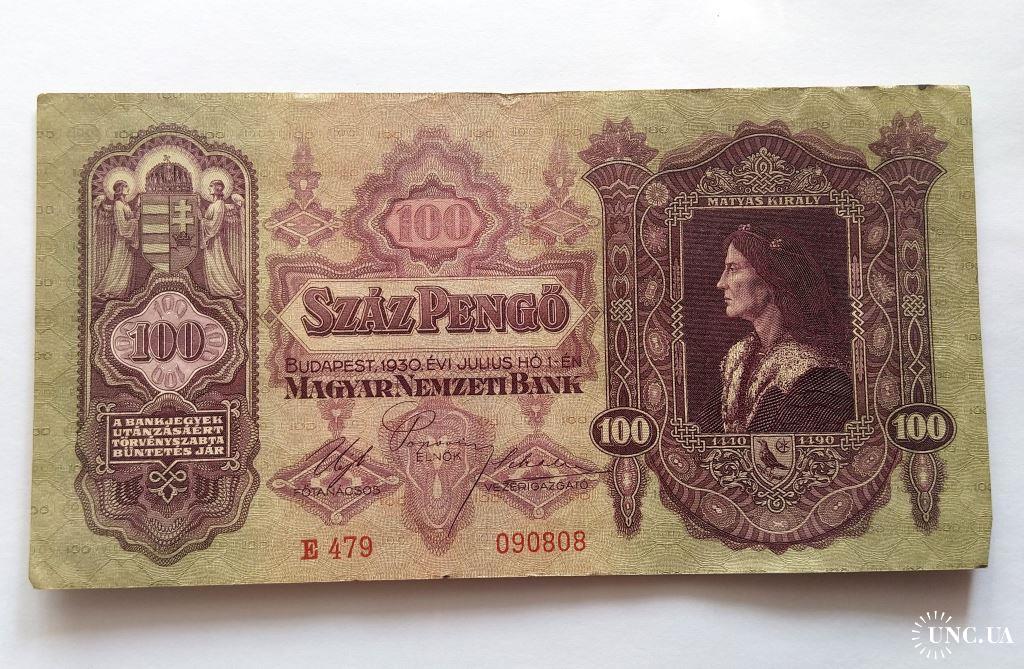 100
A BANKJEGYEK
UTÁNZÁSÁÉRT
TÖRVÉNYSZABTA
BÜNTETÉS JÁR
100
SZÁZ PENGŐ
BUDAPEST, 1930. ÉVI JULIUS HÓ 1-ÉN
MAGYAR NEMZETI BANK
ELNÖK
FŐTANÁCSOS
VEZÉRIGAZGATÓ
E 479
090808
MÁTYÁS KIRÁLY
100
1440
1490
100
UNC.UA